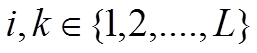 i, k ∈ {1,2,....,L}